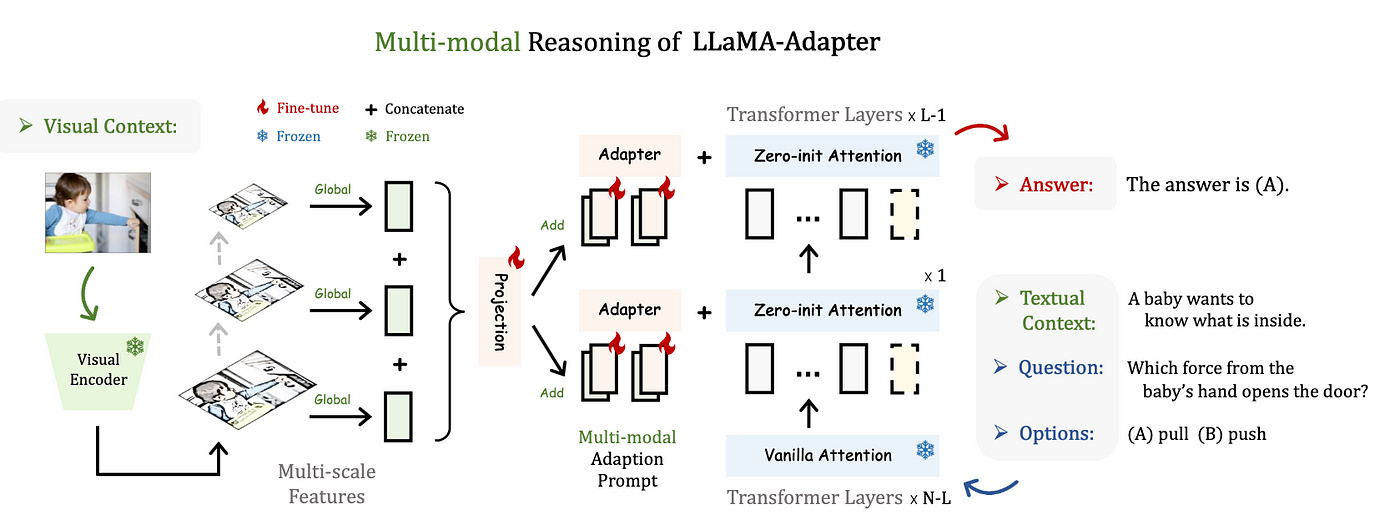 Multi-modal Reasoning of LLaMA-Adapter
➢ Visual Context:
Fine-tune
+ Concatenate
Frozen
Frozen
Visual
Encoder
Global
+
Global
+
Global
Multi-scale
Features
Projection
Add
Add
Adapter
Adapter
Multi-modal
Adaption
Prompt
Transformer Layers x L-1
+
Zero-init Attention
...
x 1
+
Zero-init Attention
...
Vanilla Attention
Transformer Layers x N-L
➢ Answer: The answer is (A).
➢ Textual
Context:
A baby wants to
know what is inside.
➢ Question:
Which force from the
baby's hand opens the door?
➢ Options: (A) pull (B) push